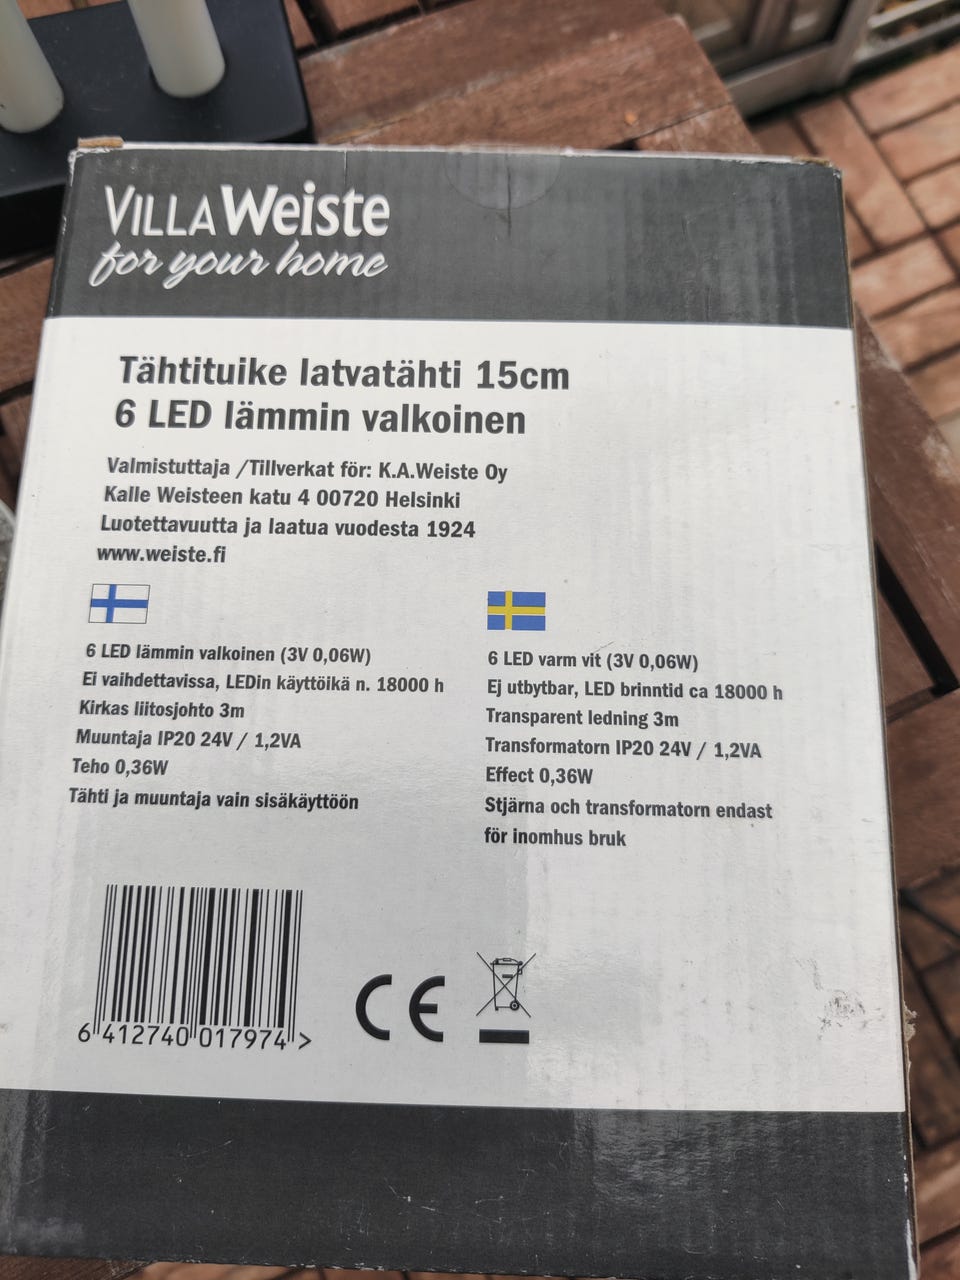 VILLA Weiste
for your home
Tähtituike latvatähti 15cm
6 LED lämmin valkoinen
Valmistuttaja /Tillverkat för: K.A.Weiste Oy
Kalle Weisteen katu 4 00720 Helsinki
Luotettavuutta ja laatua vuodesta 1924
www.weiste.fi
6 LED lämmin valkoinen (3V 0,06W)
Ei vaihdettavissa, LEDin käyttöikä n. 18000 h
Kirkas liitosjohto 3m
Muuntaja IP20 24V / 1,2VA
Teho 0,36W
Tähti ja muuntaja vain sisäkäyttöön
6 LED varm vit (3V 0,06W)
Ej utbytbar, LED brinntid ca 18000 h
Transparent ledning 3m
Transformatorn IP20 24V / 1,2VA
Effect 0,36W
Stjärna och transformatorn endast
för inomhus bruk
6 412740 017974 >
CE